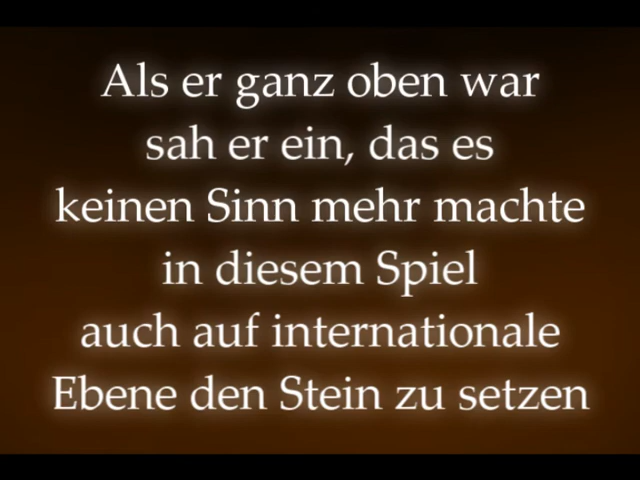 Als er ganz oben war
sah er ein, das es
keinen Sinn mehr machte
in diesem Spiel
auch auf internationale
Ebene den Stein zu setzen